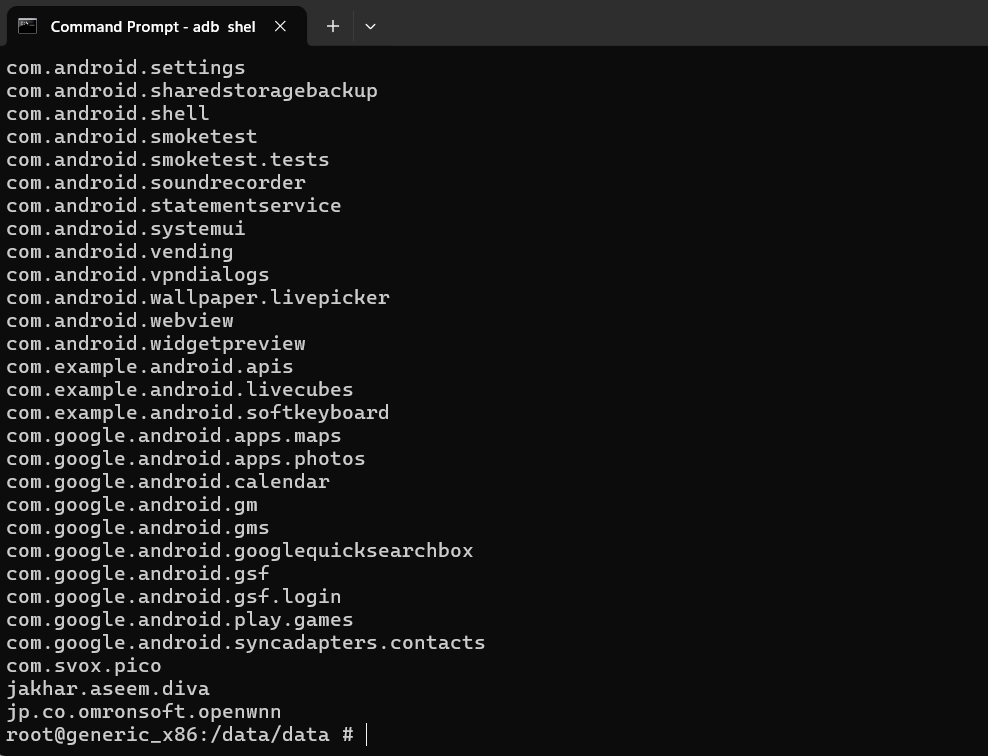 Command Prompt - adb  shel
com.android.settings
com.android.sharedstoragebackup
com.android.shell
com.android.smoketest
com.android.smoketest.tests
com.android.soundrecorder
com.android.statementservice
com.android.systemui
com.android.vending
com.android.vpndialogs
com.android.wallpaper.livepicker
com.android.webview
com.android.widgetpreview
com.example.android.apis
com.example.android.livecubes
com.example.android.softkeyboard
com.google.android.apps.maps
com.google.android.apps.photos
com.google.android.calendar
com.google.android.gm
com.google.android.gms
com.google.android.googlequicksearchbox
com.google.android.gsf
com.google.android.gsf.login
com.google.android.play.games
com.google.android.syncadapters.contacts
com.svox.pico
jakhar.aseem.diva
jp.co.omronsoft.openwnn
root@generic_x86:/data/data #